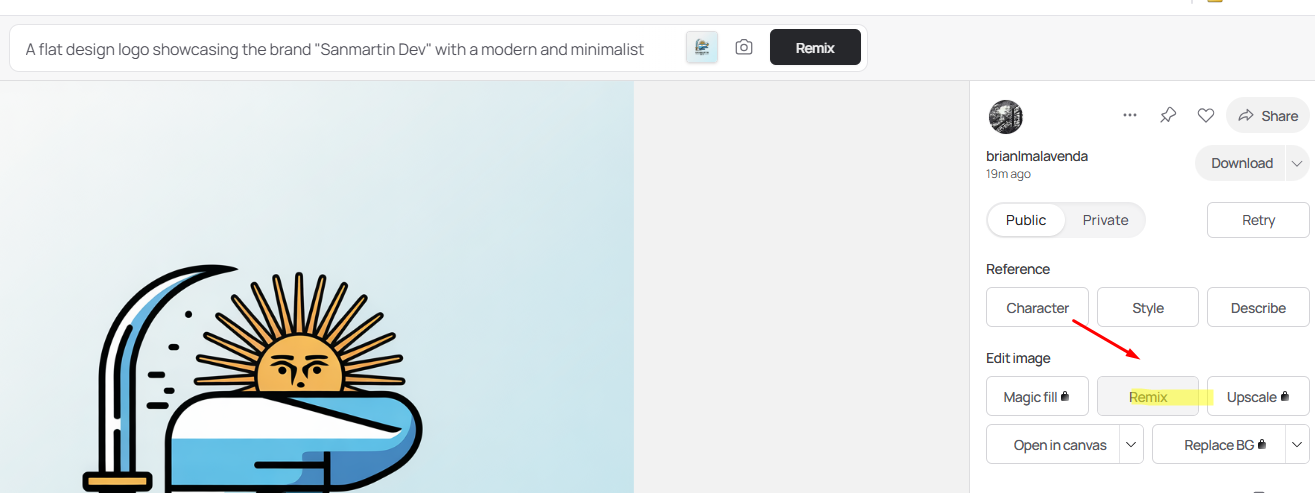 A flat design logo showcasing the brand "Sanmartin Dev" with a modern and minimalist
Remix
Share
brianlmalavenda
19m ago
Download
Public
Private
Retry
Reference
Character
Style
Describe
Edit image
Magic fill
Remix
Upscale
Open in canvas
Replace BG